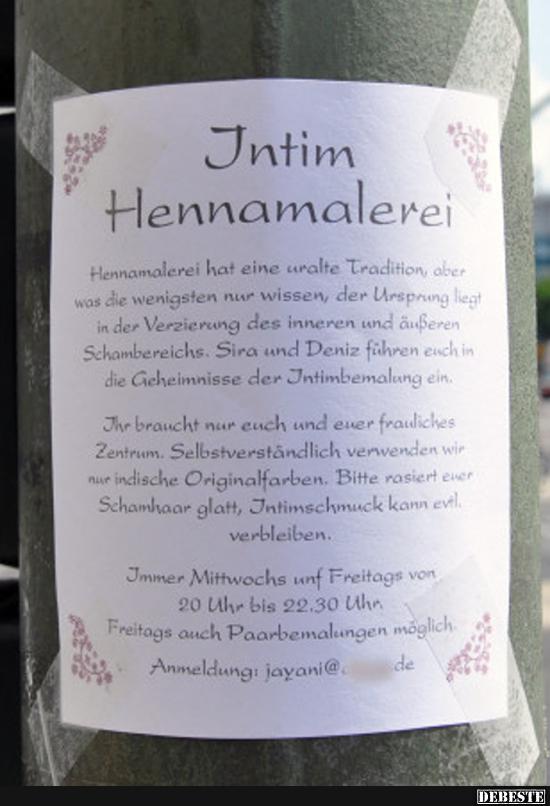 Intim
Hennamalerei
Hennamalerei hat eine uralte Tradition, aber
was die wenigsten nur wissen, der Ursprung liegt
in der Verzierung des inneren und äußeren
Schambereichs. Sira und Deniz führen euch in
die Geheimnisse der Intimbemalung ein.
Ihr braucht nur euch und euer frauliches
Zentrum. Selbstverständlich verwenden wir
nur indische Originalfarben. Bitte rasiert euer
Schamhaar glatt, Intimschmuck kann evtl.
verbleiben.
Immer Mittwochs unf Freitags von
20 Uhr bis 22.30 Uhr.
Freitags auch Paarbemalungen möglich.
Anmeldung: jayani@ de
DEBESTE